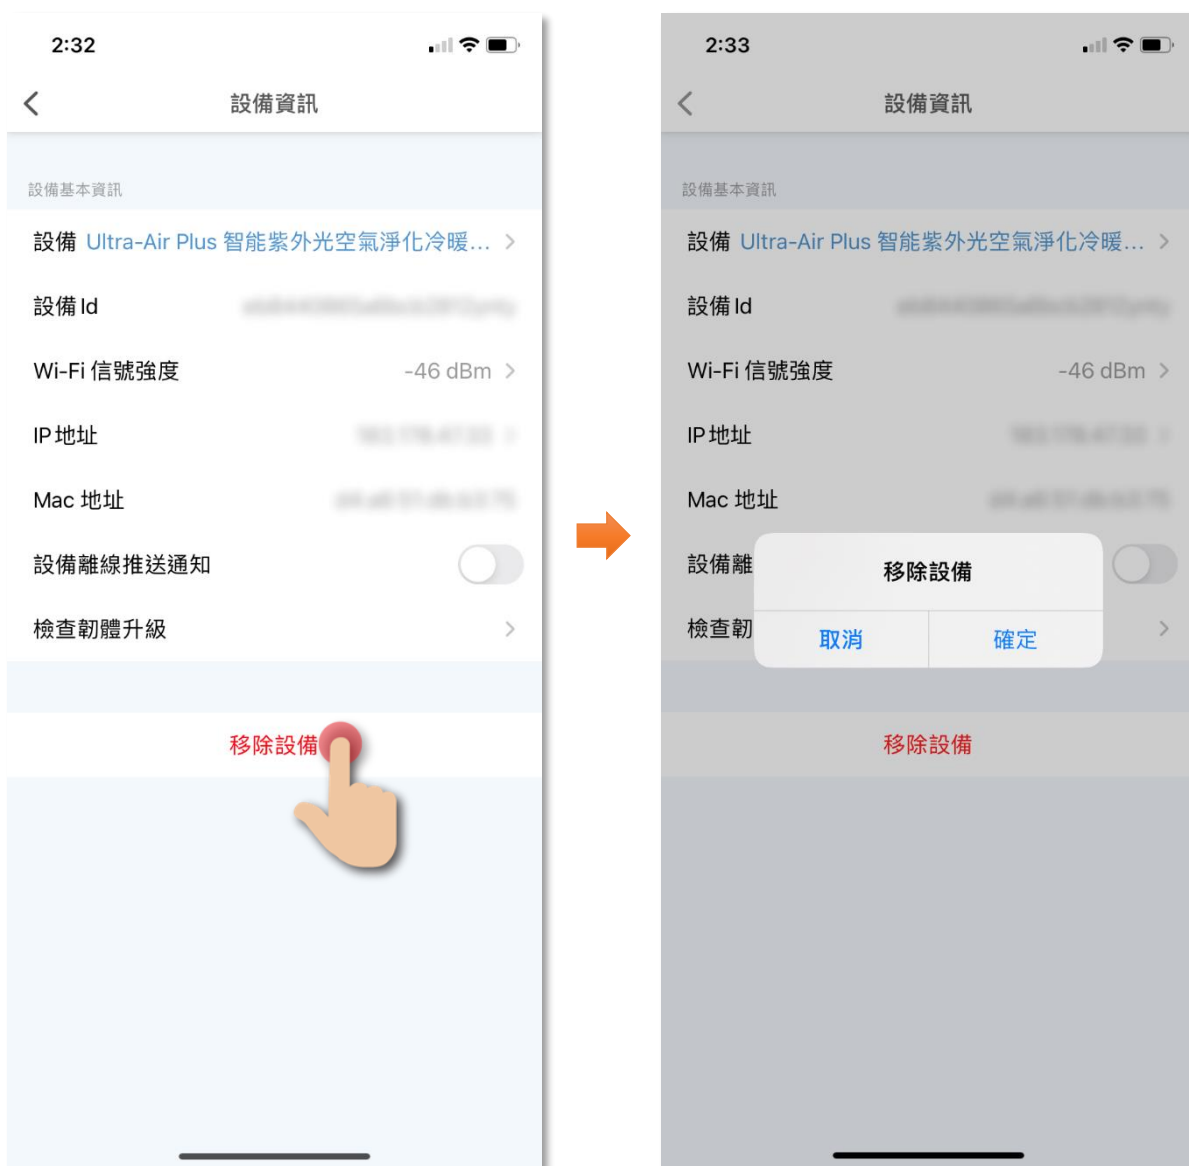 2:32
設備資訊
設備基本資訊
設備 Ultra-Air Plus 智能紫外光空氣淨化冷暖...
設備 Id
Wi-Fi 信號強度 -46 dBm
IP 地址
Mac 地址
設備離線推送通知
檢查韌體升級
移除設備
2:33
設備資訊
設備基本資訊
設備 Ultra-Air Plus 智能紫外光空氣淨化冷暖...
設備 Id
Wi-Fi 信號強度 -46 dBm
IP 地址
Mac 地址
設備離
移除設備
檢查韌
取消 確定
移除設備